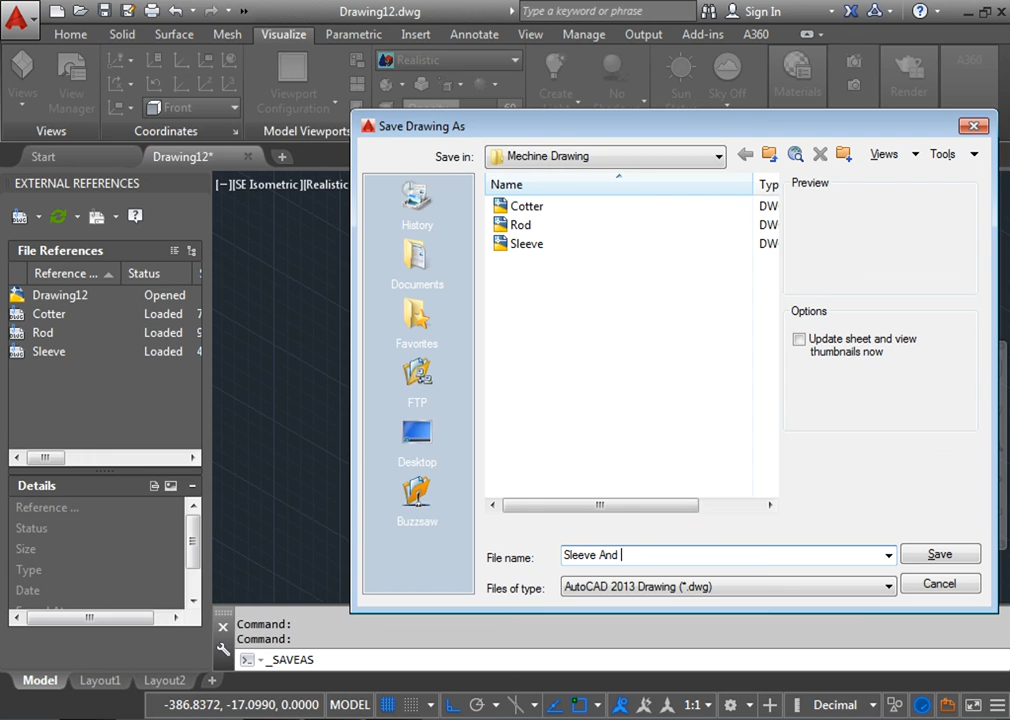 Drawing12.dwg
Type a keyword or phrase
Sign In
Home Solid Surface Mesh Visualize Parametric Insert Annotate View Manage Output Add-ins A360
Views
View
Manager
Front
Viewport
Configuration
Realistic
Create
Light
No
Sun
Sky Off
Materials
Render
A360
Views
Coordinates
Model Viewports
Start
Drawing12*
EXTERNAL REFERENCES
[−][SE Isometric][Realistic
File References
Reference ... Status
Drawing12 Opened
Cotter Loaded 7
Rod Loaded 9
Sleeve Loaded 4
Details
Reference ...
Status
Size
Type
Date
Save Drawing As
Save in:
Mechine Drawing
Views
Tools
History
Documents
Favorites
FTP
Desktop
Buzzsaw
Name Typ
Cotter DW
Rod DW
Sleeve DW
Preview
Options
Update sheet and view
thumbnails now
File name:
Sleeve And
Save
Files of type:
AutoCAD 2013 Drawing (*.dwg)
Cancel
Command:
Command:
_SAVEAS
Model Layout1 Layout2
-386.8372, -17.0990, 0.0000 MODEL
1:1
Decimal